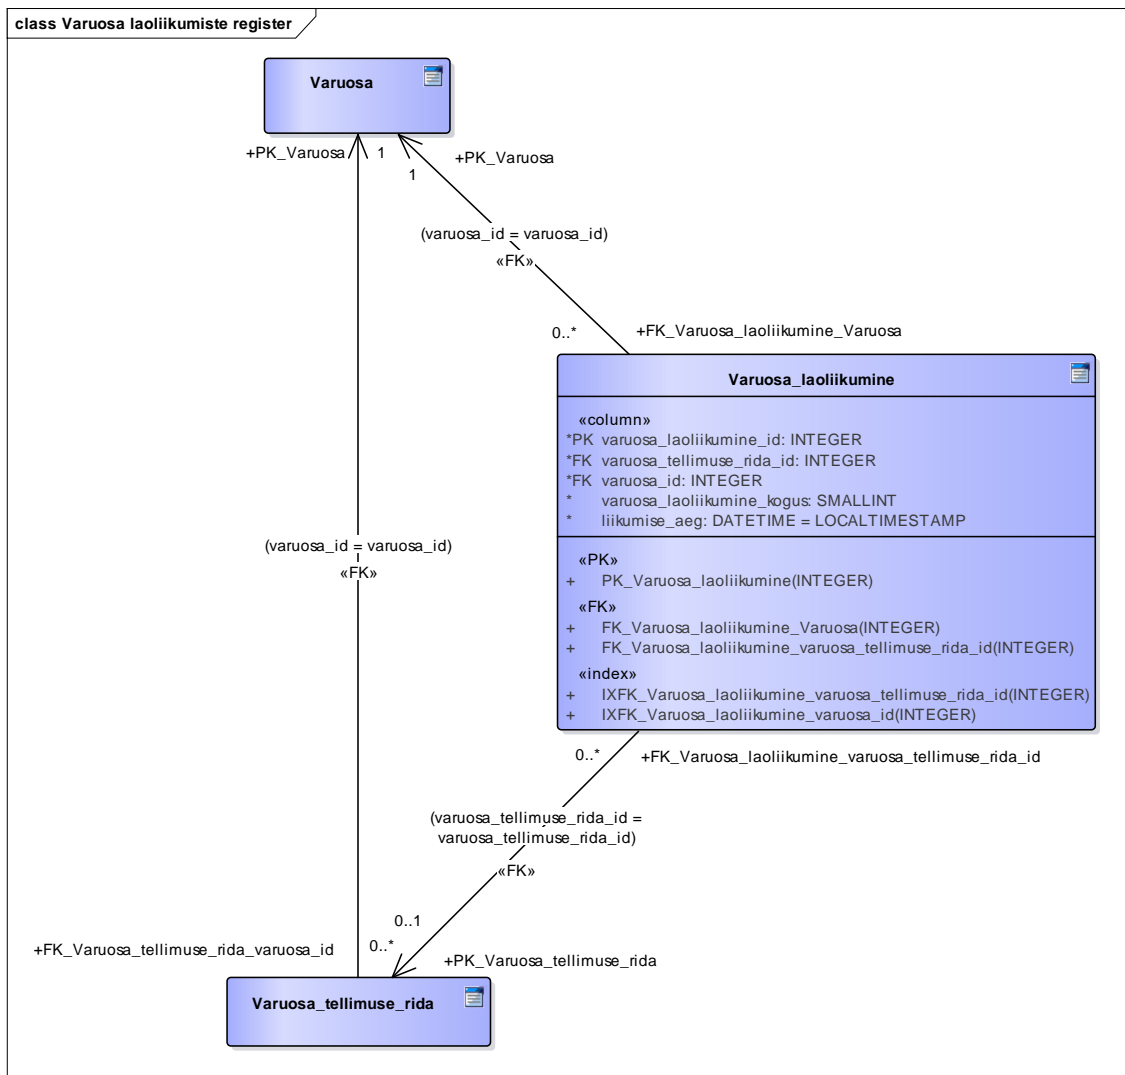 class Varuosa laoliikumiste register
Varuosa
+PK_Varuosa
1
+PK_Varuosa
1
(varuosa_id = varuosa_id)
«FK»
0..*
+FK_Varuosa_laoliikumine_Varuosa
Varuosa_laoliikumine
«column»
*PK varuosa_laoliikumine_id: INTEGER
*FK varuosa_tellimuse_rida_id: INTEGER
*FK varuosa_id: INTEGER
* varuosa_laoliikumine_kogus: SMALLINT
* liikumise_aeg: DATETIME = LOCALTIMESTAMP
«PK»
+ PK_Varuosa_laoliikumine(INTEGER)
«FK»
+ FK_Varuosa_laoliikumine_Varuosa(INTEGER)
+ FK_Varuosa_laoliikumine_varuosa_tellimuse_rida_id(INTEGER)
«index»
+ IXFK_Varuosa_laoliikumine_varuosa_tellimuse_rida_id(INTEGER)
+ IXFK_Varuosa_laoliikumine_varuosa_id(INTEGER)
(varuosa_id = varuosa_id)
«FK»
0..*
+FK_Varuosa_laoliikumine_varuosa_tellimuse_rida_id
(varuosa_tellimuse_rida_id =
varuosa_tellimuse_rida_id)
«FK»
0..1
+FK_Varuosa_tellimuse_rida_varuosa_id
0..*
+PK_Varuosa_tellimuse_rida
Varuosa_tellimuse_rida